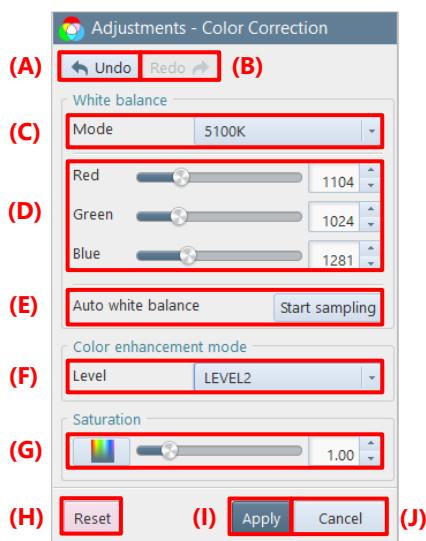 Adjustments - Color Correction
(A) Undo Redo (B)
White balance
(C) Mode 5100K
Red 1104
(D) Green 1024
Blue 1281
(E) Auto white balance Start sampling
Color enhancement mode
(F) Level LEVEL2
Saturation
(G) 1.00
(H) Reset (I) Apply Cancel (J)